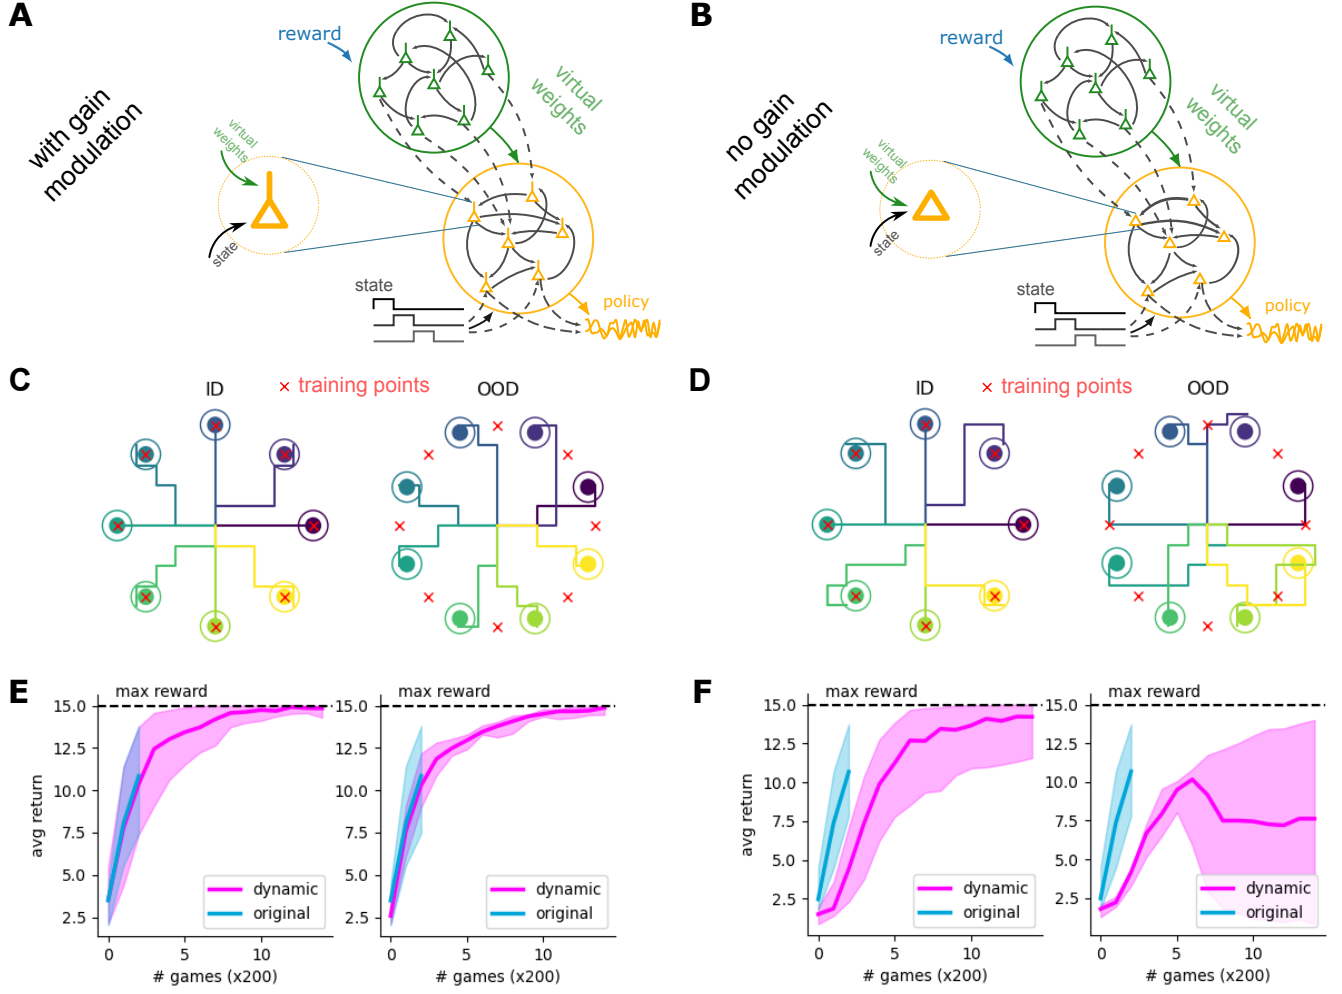 A
with gain
modulation
reward
virtual
weights
virtual
weights
state
state
policy
B
no gain
modulation
reward
virtual
weights
virtual
weights
state
state
policy
C
ID
× training points
OOD
D
ID
× training points
OOD
E
max reward
15.0
12.5
10.0
7.5
5.0
2.5
avg return
dynamic
original
0
5
10
# games (x200)
max reward
15.0
12.5
10.0
7.5
5.0
2.5
dynamic
original
0
5
10
# games (x200)
F
max reward
15.0
12.5
10.0
7.5
5.0
2.5
avg return
dynamic
original
0
5
10
# games (x200)
max reward
15.0
12.5
10.0
7.5
5.0
2.5
dynamic
original
0
5
10
# games (x200)